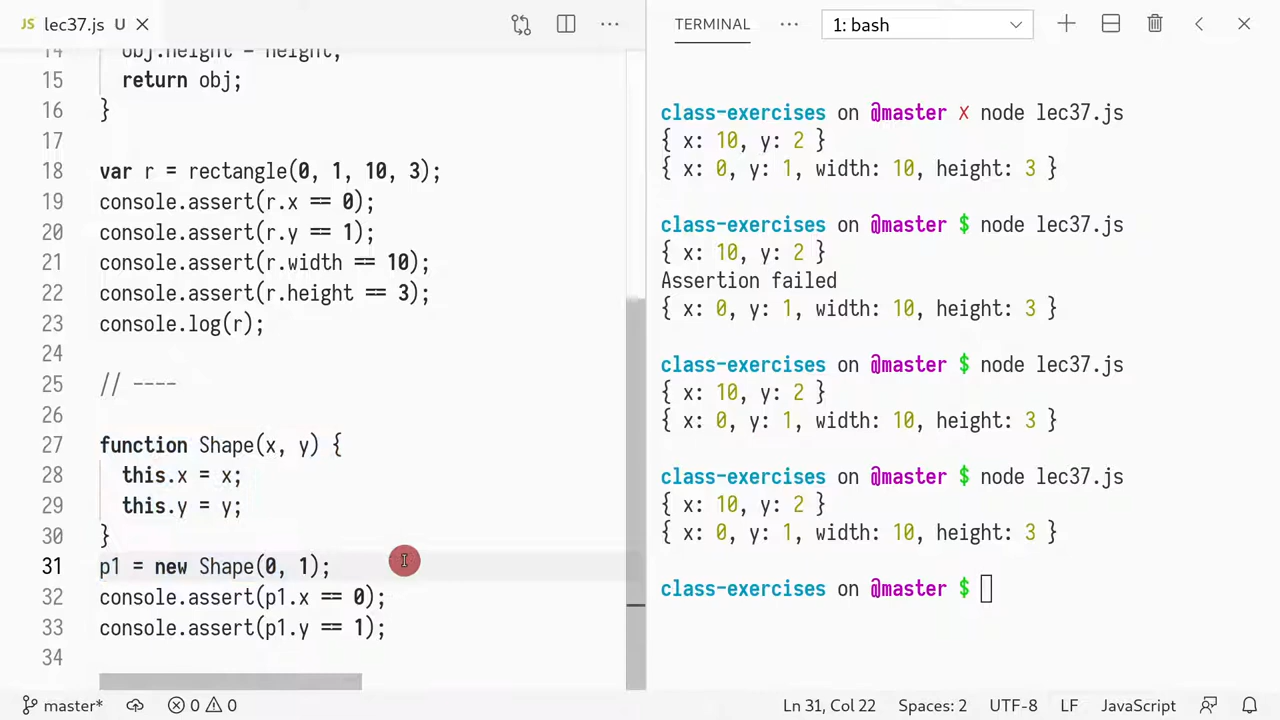 JS lec37.js U
14 obj.height = height;
15 return obj;
16 }
17
18 var r = rectangle(0, 1, 10, 3);
19 console.assert(r.x == 0);
20 console.assert(r.y == 1);
21 console.assert(r.width == 10);
22 console.assert(r.height == 3);
23 console.log(r);
24
25 // ----
26
27 function Shape(x, y) {
28 this.x = x;
29 this.y = y;
30 }
31 p1 = new Shape(0, 1);
32 console.assert(p1.x == 0);
33 console.assert(p1.y == 1);
34
TERMINAL ... 1: bash
class-exercises on @master X node lec37.js
{ x: 10, y: 2 }
{ x: 0, y: 1, width: 10, height: 3 }
class-exercises on @master $ node lec37.js
{ x: 10, y: 2 }
Assertion failed
{ x: 0, y: 1, width: 10, height: 3 }
class-exercises on @master $ node lec37.js
{ x: 10, y: 2 }
{ x: 0, y: 1, width: 10, height: 3 }
class-exercises on @master $ node lec37.js
{ x: 10, y: 2 }
{ x: 0, y: 1, width: 10, height: 3 }
class-exercises on @master $
master* 0 0 Ln 31, Col 22 Spaces: 2 UTF-8 LF JavaScript